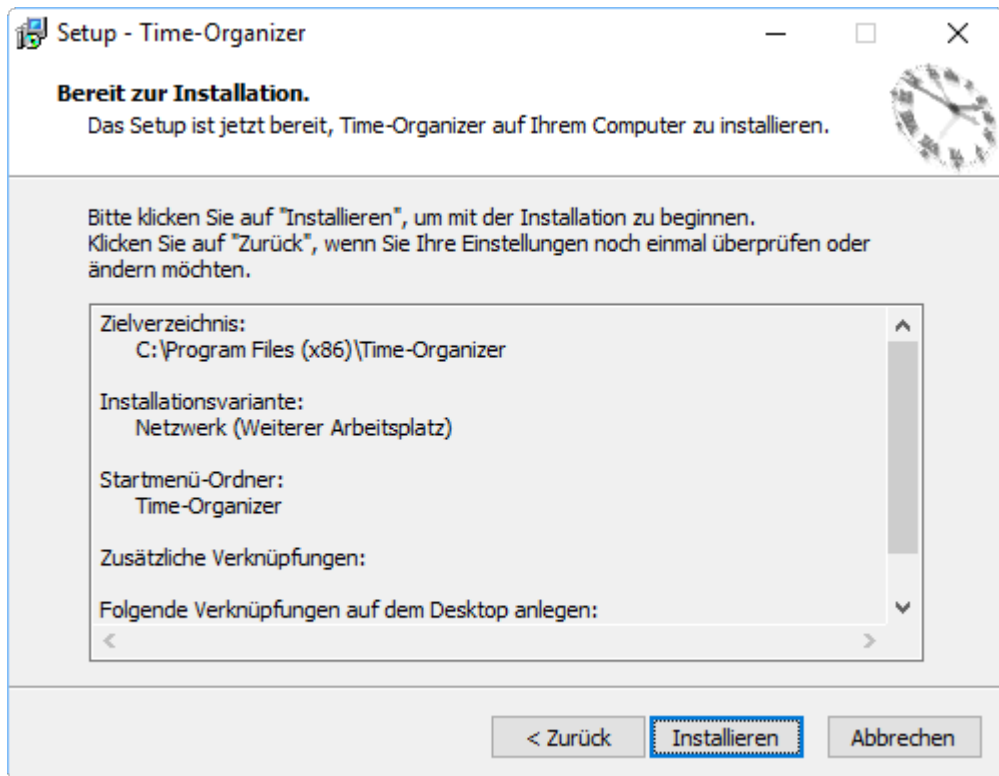 Setup - Time-Organizer
Bereit zur Installation.
Das Setup ist jetzt bereit, Time-Organizer auf Ihrem Computer zu installieren.
Bitte klicken Sie auf "Installieren", um mit der Installation zu beginnen.
Klicken Sie auf "Zurück", wenn Sie Ihre Einstellungen noch einmal überprüfen oder
ändern möchten.
Zielverzeichnis:
C:\Program Files (x86)\Time-Organizer
Installationsvariante:
Netzwerk (Weiterer Arbeitsplatz)
Startmenü-Ordner:
Time-Organizer
Zusätzliche Verknüpfungen:
Folgende Verknüpfungen auf dem Desktop anlegen:
< Zurück
Installieren
Abbrechen